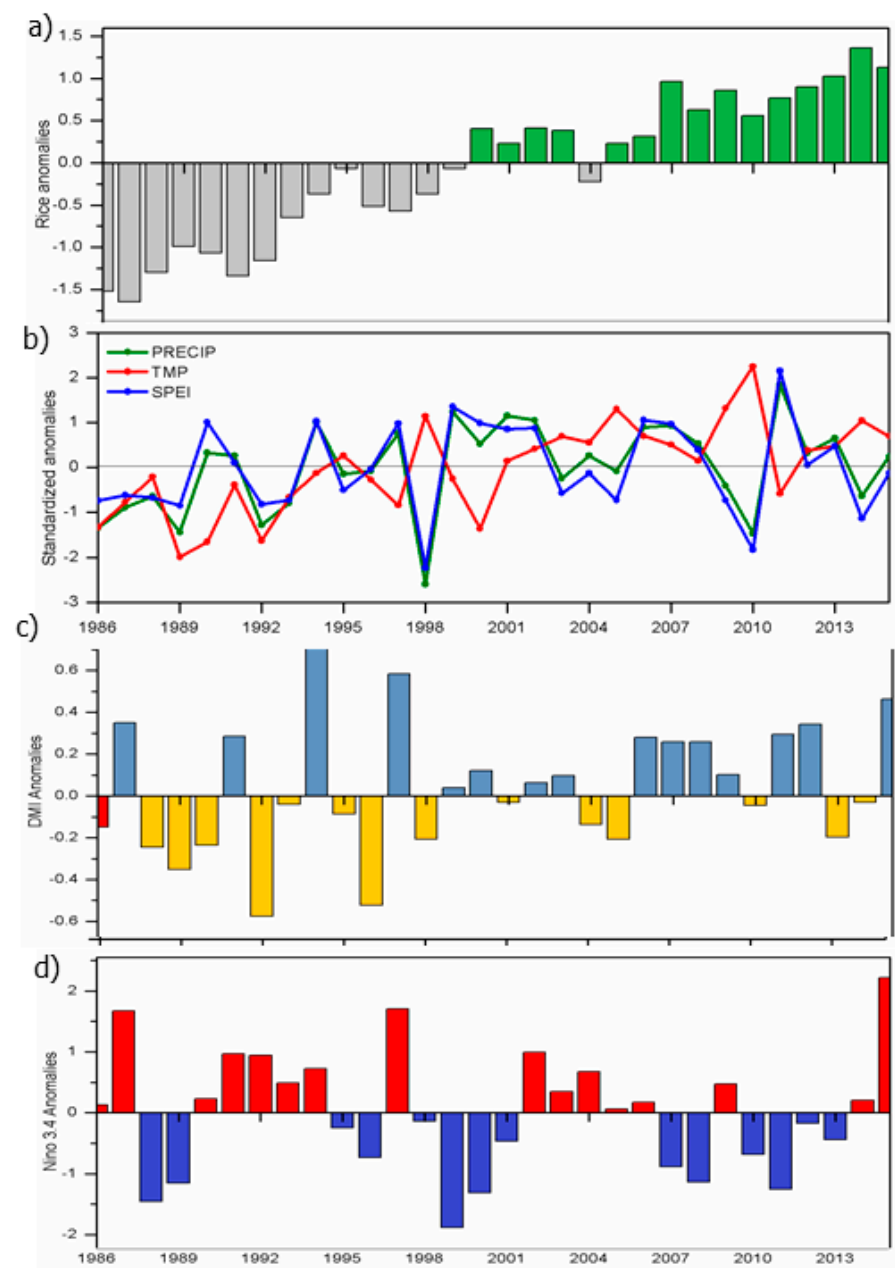 a)
Rice anomalies
1.5
1.0
0.5
0.0
-0.5
-1.0
-1.5
b)
Standardized anomalies
3
2
1
0
-1
-2
-3
PRECIP
TMP
SPEI
1986 1989 1992 1995 1998 2001 2004 2007 2010 2013
c)
DMI Anomalies
0.6
0.4
0.2
0.0
-0.2
-0.4
-0.6
d)
Nino 3.4 Anomalies
2
1
0
-1
-2
1986 1989 1992 1995 1998 2001 2004 2007 2010 2013